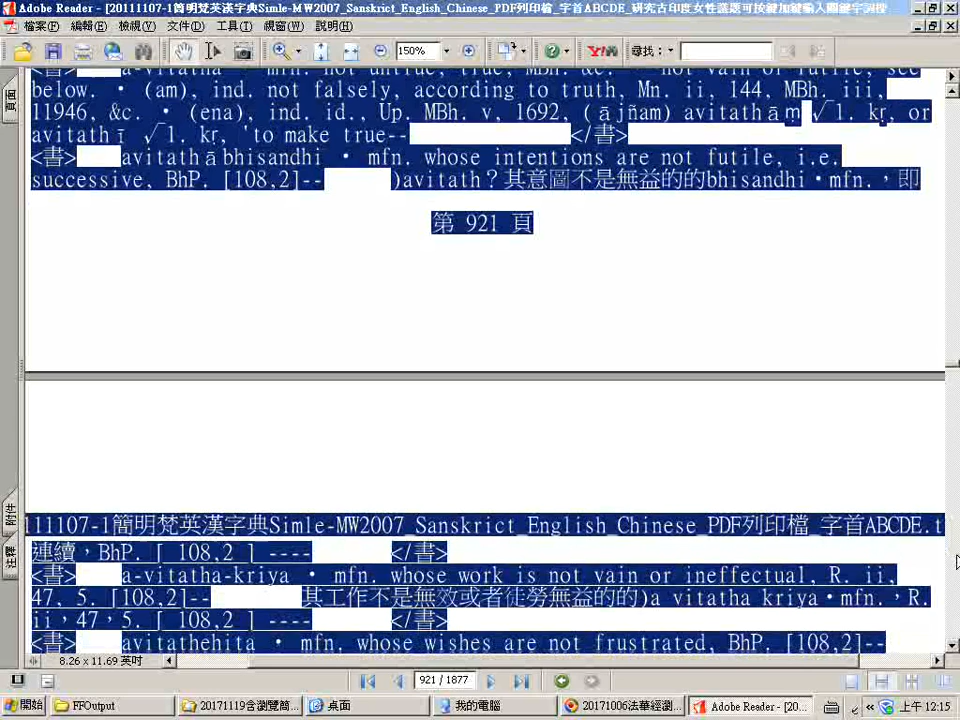 Adobe Reader - [20111107-1簡明梵英漢字典Simle-MW2007_Sanskrict_English_Chinese_PDF列印檔_字首ABCDE_研究古印度女性議題可按鍵加鍵輸入關鍵字詞搜
檔案(F) 編輯(E) 檢視(V) 文件(D) 工具(T) 視窗(W) 說明(H)
150% Y! 尋找:
頁面
<書> a-vitatha • mfn. not untrue, true, MBh. &c. • not vain or futile, see
below. • (am), ind. not falsely, according to truth, Mn. ii, 144, MBh. iii,
11946, &c. • (ena), ind. id., Up. MBh. v, 1692, (ājñam) avitathāṃ √1. kṛ, or
avitathī √1. kṛ, 'to make true-- </書>
<書> avitathābhisandhi • mfn. whose intentions are not futile, i.e.
successive, BhP. [108,2]-- )avitath？其意圖不是無益的的bhisandhi•mfn.，即
第 921 頁
附件
註釋
111107-1簡明梵英漢字典Simle-MW2007_Sanskrict_English_Chinese_PDF列印檔_字首ABCDE.t
連續，BhP. [ 108,2 ] ---- </書>
<書> a-vitatha-kriya • mfn. whose work is not vain or ineffectual, R. ii,
47, 5. [108,2]-- 其工作不是無效或者徒勞無益的的)a vitatha kriya•mfn.，R.
ii，47，5. [ 108,2 ] ---- </書>
<書> avitathehita • mfn. whose wishes are not frustrated, BhP. [108,2]--
8.26 x 11.69 英吋
921 / 1877
開始 FFOutput 20171119含瀏覽簡... 桌面 我的電腦 20171006法華經瀏... Adobe Reader - [20... 上午 12:15